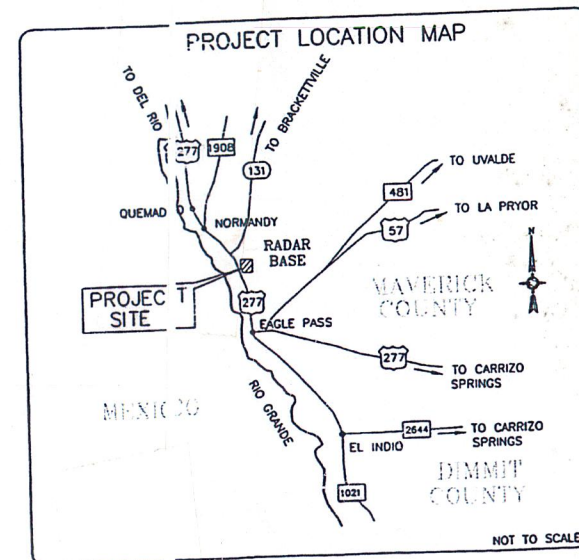 PROJECT LOCATION MAP
TO DEL RIO
TO BRACKETTVILLE
277
1908
131
TO UVALDE
481
TO LA PRYOR
57
QUEMADO
NORMANDY
RADAR
BASE
MAVERICK
COUNTY
PROJECT
SITE
277
EAGLE PASS
277
TO CARRIZO
SPRINGS
MEXICO
RIO GRANDE
2644
TO CARRIZO
SPRINGS
EL INDIO
DIMMIT
COUNTY
1021
NOT TO SCALE